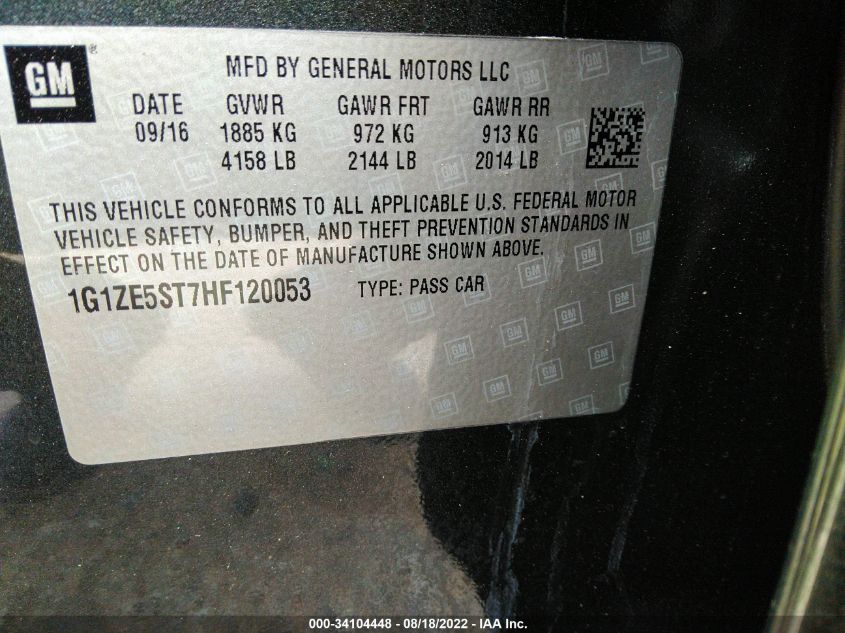 GM ®
MFD BY GENERAL MOTORS LLC
DATE GVWR GAWR FRT GAWR RR
09/16 1885 KG 972 KG 913 KG
4158 LB 2144 LB 2014 LB
THIS VEHICLE CONFORMS TO ALL APPLICABLE U.S. FEDERAL MOTOR
VEHICLE SAFETY, BUMPER, AND THEFT PREVENTION STANDARDS IN
EFFECT ON THE DATE OF MANUFACTURE SHOWN ABOVE.
1G1ZE5ST7HF120053 TYPE: PASS CAR
000-34104448 - 08/18/2022 - IAA Inc.